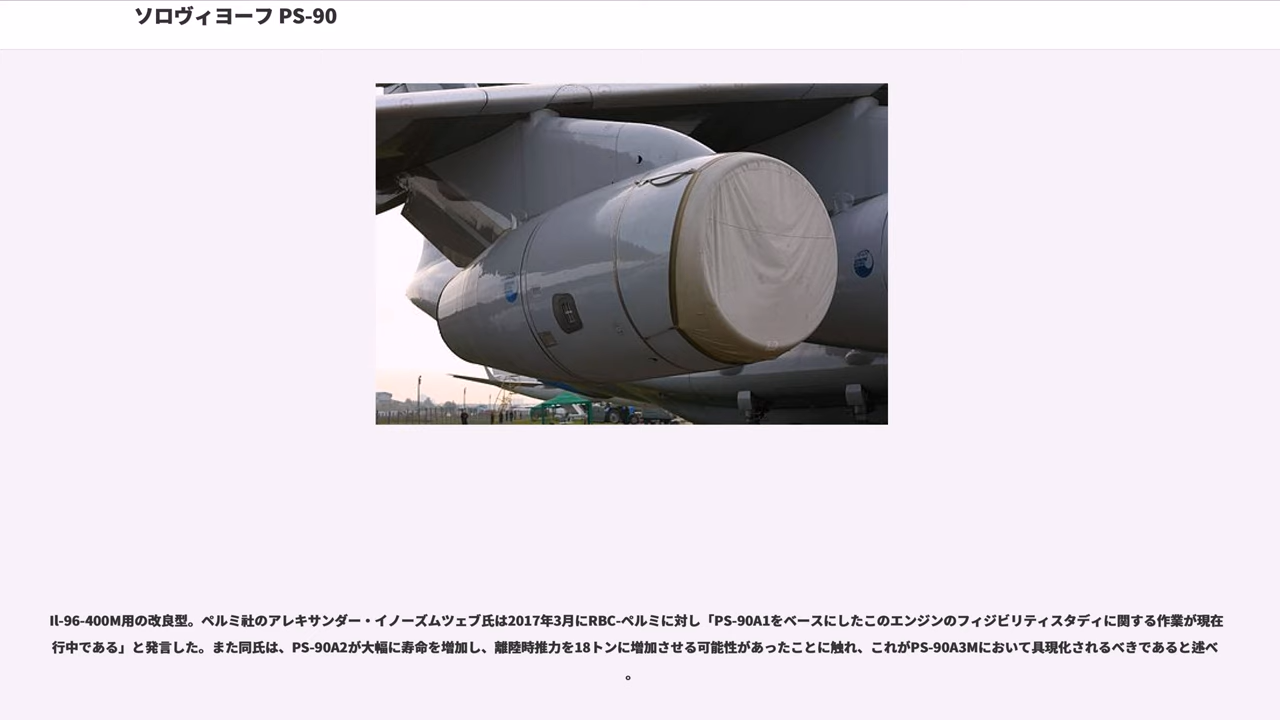 ソロヴィヨーフ PS-90
Il-96-400M用の改良型。ペルミ社のアレキサンダー・イノーズムツェブ氏は2017年3月にRBC-ペルミに対し「PS-90A1をベースにしたこのエンジンのフィジビリティスタディに関する作業が現在
行中である」と発言した。また同氏は、PS-90A2が大幅に寿命を増加し、離陸時推力を18トンに増加させる可能性があったことに触れ、これがPS-90A3Mにおいて具現化されるべきであると述べ
。